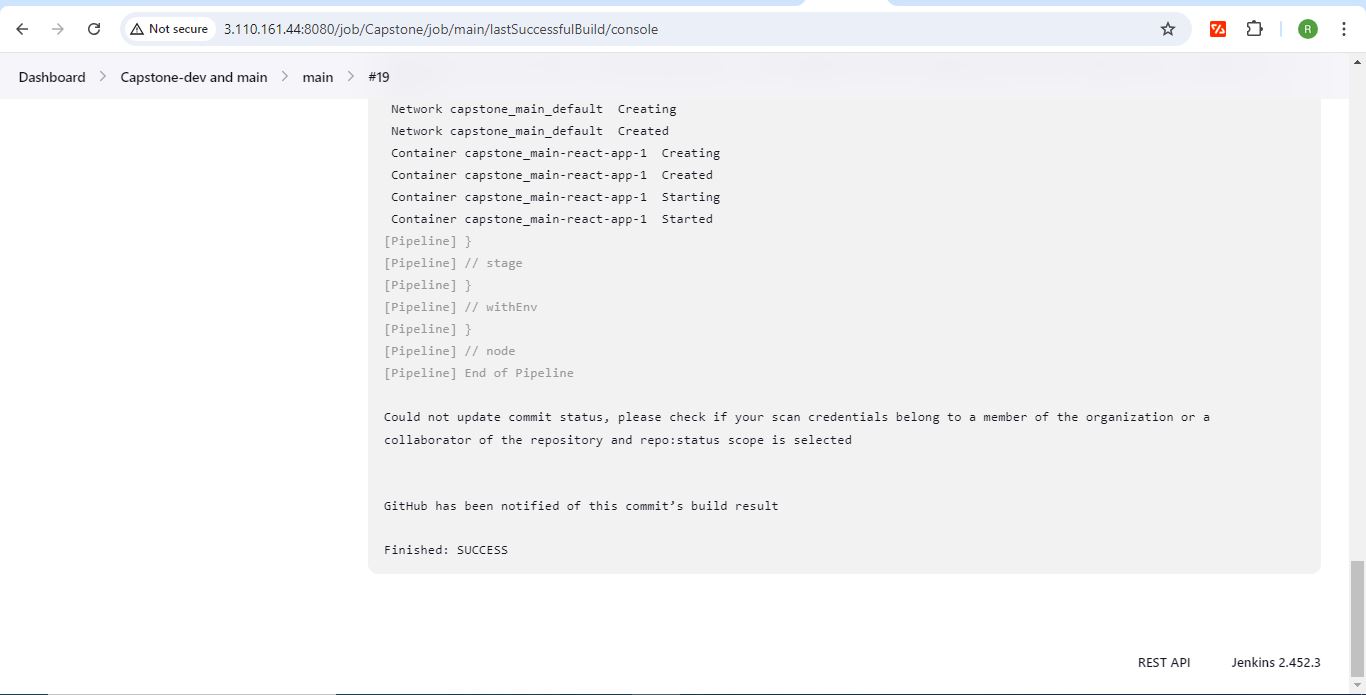 Not secure 3.110.161.44:8080/job/Capstone/job/main/lastSuccessfulBuild/console R
Dashboard > Capstone-dev and main > main > #19
Network capstone_main_default Creating
Network capstone_main_default Created
Container capstone_main-react-app-1 Creating
Container capstone_main-react-app-1 Created
Container capstone_main-react-app-1 Starting
Container capstone_main-react-app-1 Started
[Pipeline] }
[Pipeline] // stage
[Pipeline] }
[Pipeline] // withEnv
[Pipeline] }
[Pipeline] // node
[Pipeline] End of Pipeline
Could not update commit status, please check if your scan credentials belong to a member of the organization or a
collaborator of the repository and repo:status scope is selected
GitHub has been notified of this commit’s build result
Finished: SUCCESS
REST API Jenkins 2.452.3